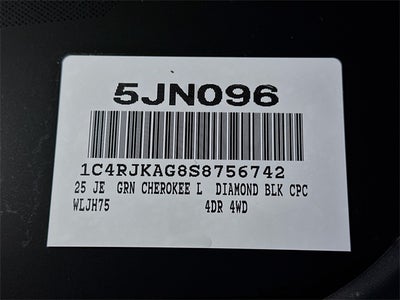 5JN096
1C4RJKAG8S8756742
25 JE GRN CHEROKEE L DIAMOND BLK CPC
WLJH75 4DR 4WD